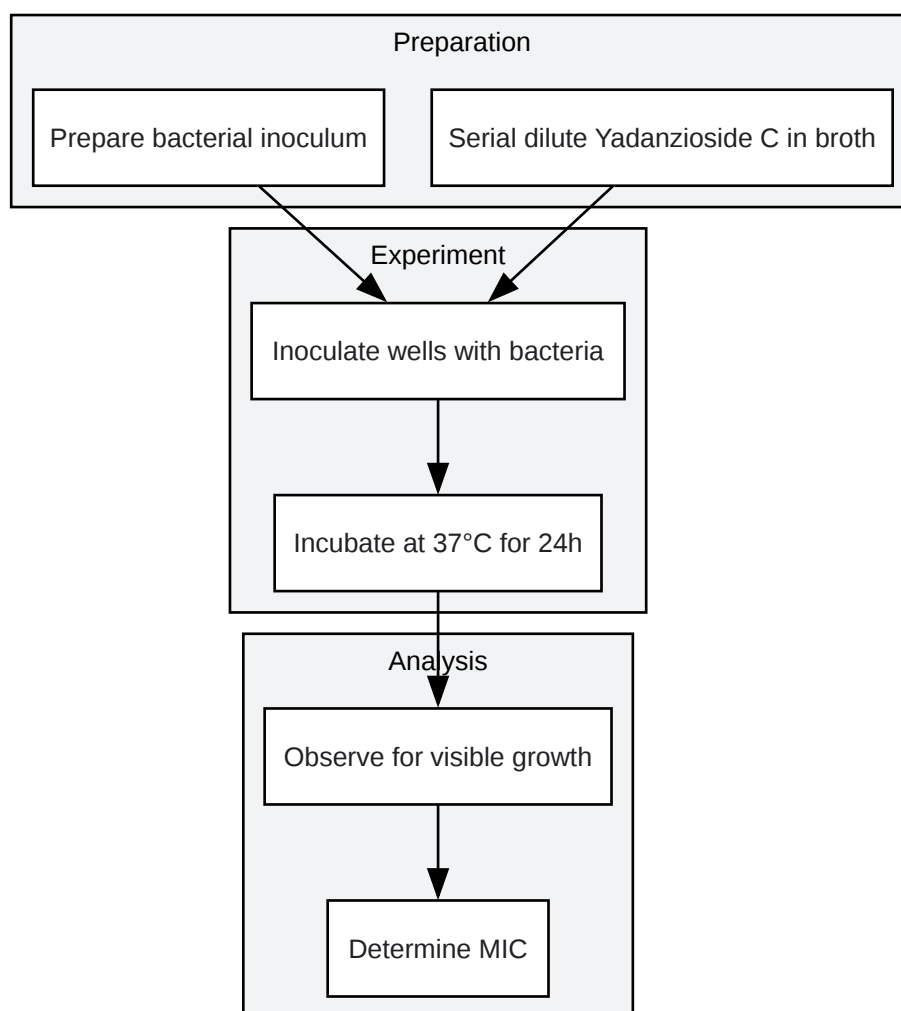 Preparation
Prepare bacterial inoculum
Serial dilute Yadanzioside C in broth
Experiment
Inoculate wells with bacteria
Incubate at 37°C for 24h
Analysis
Observe for visible growth
Determine MIC